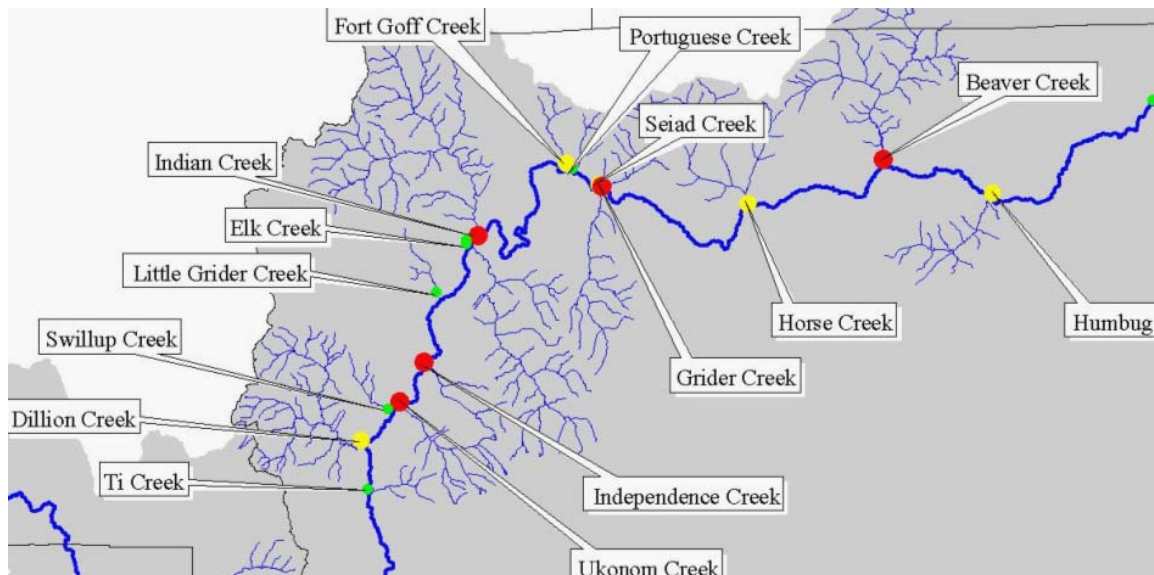 Fort Goff Creek
Portuguese Creek
Beaver Creek
Seiad Creek
Indian Creek
Elk Creek
Little Grider Creek
Horse Creek
Humbug
Swillup Creek
Grider Creek
Dillion Creek
Ti Creek
Independence Creek
Ukonom Creek